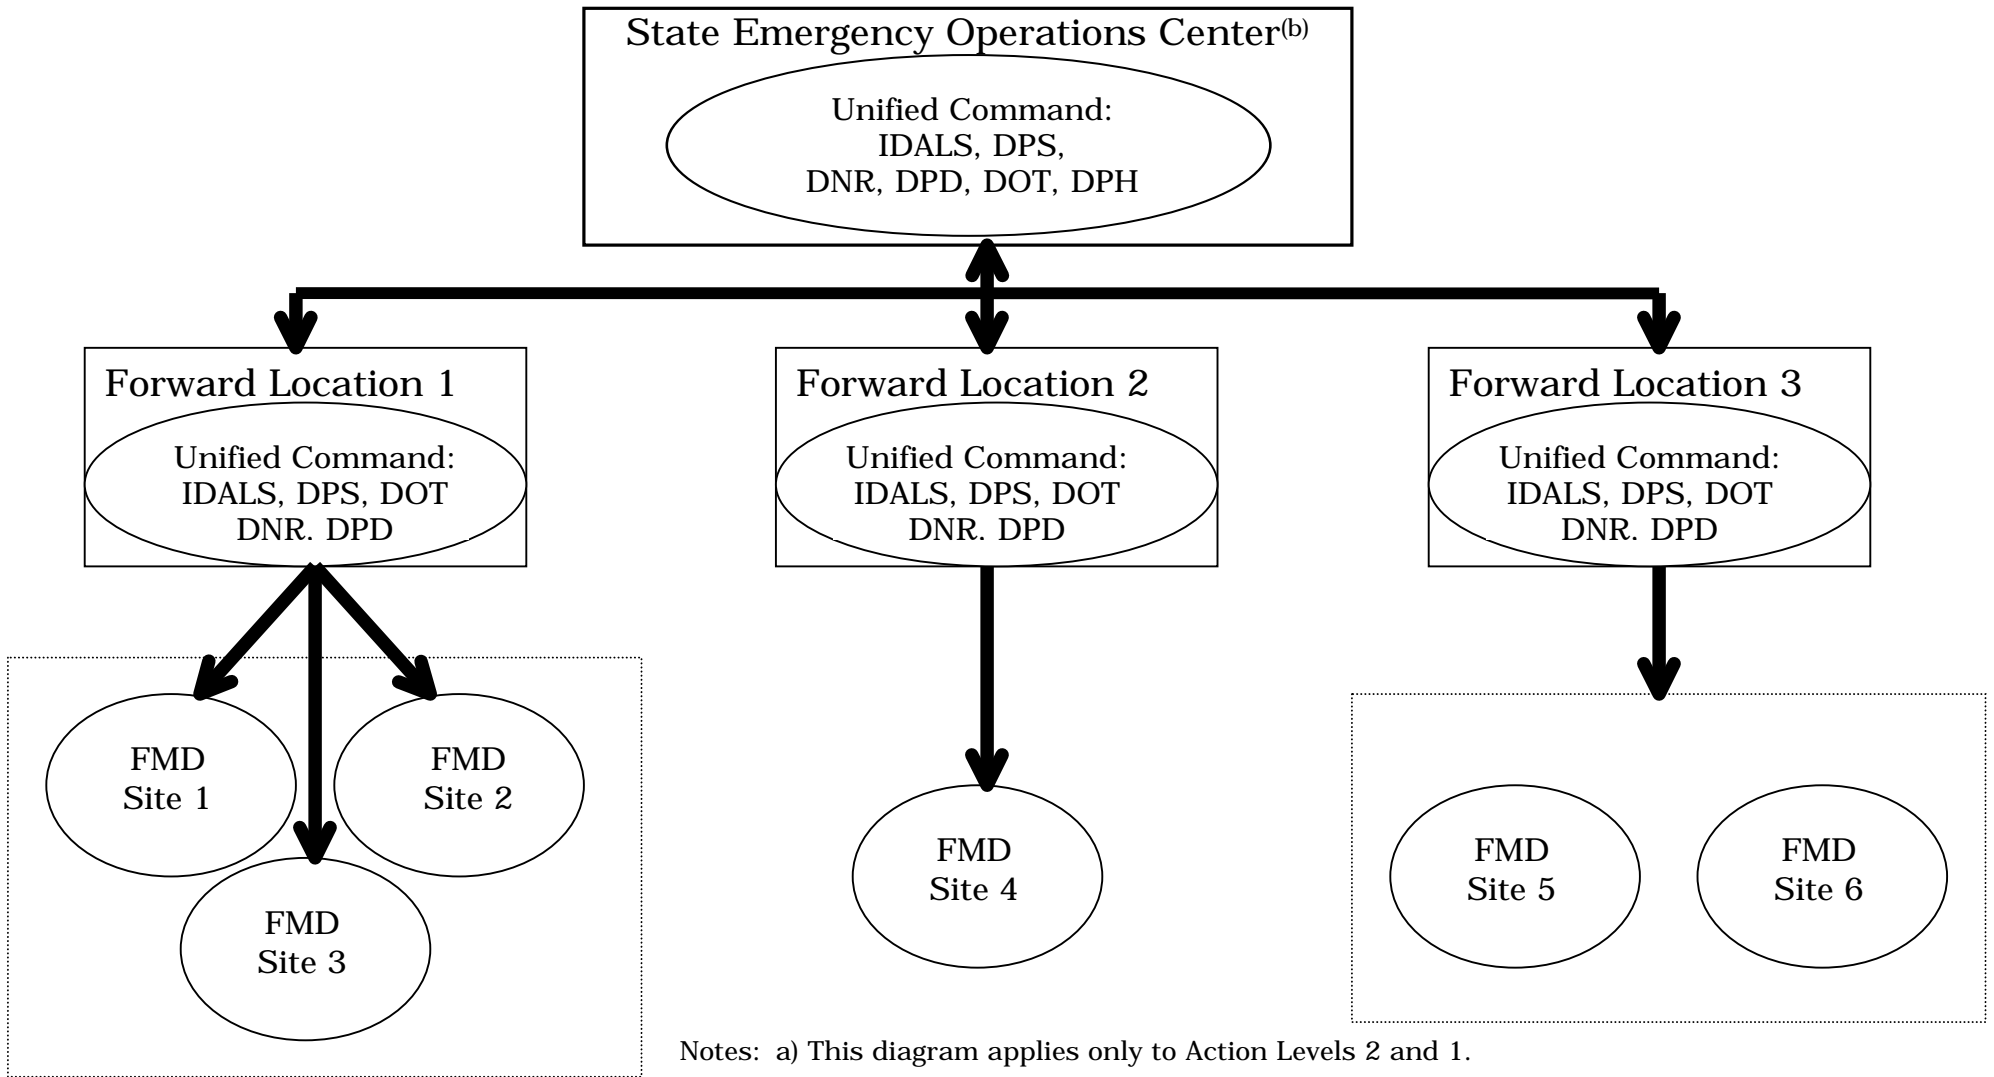 State Emergency Operations Center(b)
Unified Command:
IDALS, DPS,
DNR, DPD, DOT, DPH
Forward Location 1
Unified Command:
IDALS, DPS, DOT
DNR. DPD
Forward Location 2
Unified Command:
IDALS, DPS, DOT
DNR. DPD
Forward Location 3
Unified Command:
IDALS, DPS, DOT
DNR. DPD
FMD
Site 1
FMD
Site 2
FMD
Site 3
FMD
Site 4
FMD
Site 5
FMD
Site 6
Notes: a) This diagram applies only to Action Levels 2 and 1.